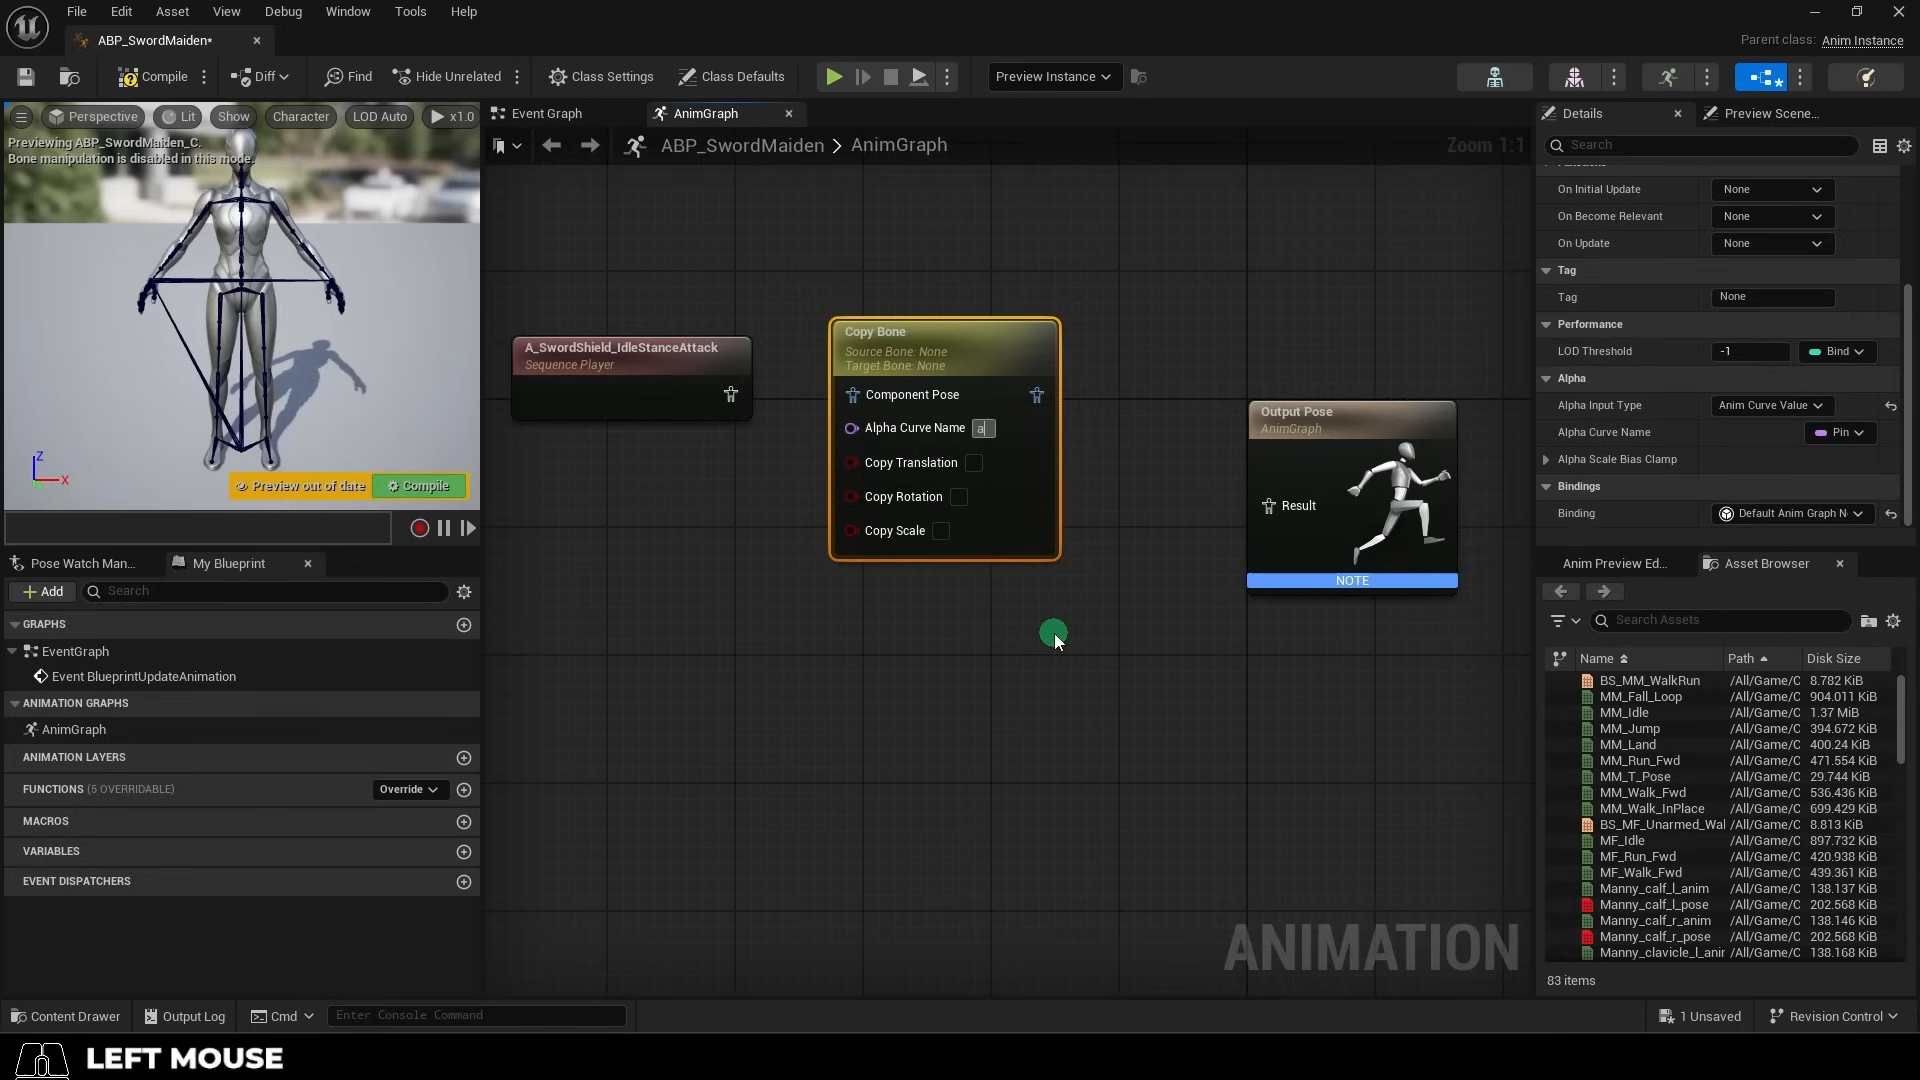 File Edit Asset View Debug Window Tools Help
ABP_SwordMaiden*
Parent class: Anim Instance
Compile Diff Find Hide Unrelated Class Settings Class Defaults Preview Instance
Perspective Lit Show Character LOD Auto x1.0
Previewing ABP_SwordMaiden_C.
Bone manipulation is disabled in this mode.
Z
X
Preview out of date Compile
Pose Watch Man... My Blueprint
Add Search
GRAPHS
EventGraph
Event BlueprintUpdateAnimation
ANIMATION GRAPHS
AnimGraph
ANIMATION LAYERS
FUNCTIONS (5 OVERRIDABLE) Override
MACROS
VARIABLES
EVENT DISPATCHERS
Event Graph AnimGraph
ABP_SwordMaiden > AnimGraph Zoom 1:1
A_SwordShield_IdleStanceAttack
Sequence Player
Copy Bone
Source Bone: None
Target Bone: None
Component Pose
Alpha Curve Name a
Copy Translation
Copy Rotation
Copy Scale
Output Pose
AnimGraph
Result
NOTE
ANIMATION
Details Preview Scene...
Search
On Initial Update None
On Become Relevant None
On Update None
Tag
Tag None
Performance
LOD Threshold -1 Bind
Alpha
Alpha Input Type Anim Curve Value
Alpha Curve Name Pin
Alpha Scale Bias Clamp
Bindings
Binding Default Anim Graph N
Anim Preview Ed... Asset Browser
Search Assets
Name Path Disk Size
BS_MM_WalkRun /All/Game/C 8.782 KiB
MM_Fall_Loop /All/Game/C 904.011 KiB
MM_Idle /All/Game/C 1.37 MiB
MM_Jump /All/Game/C 394.672 KiB
MM_Land /All/Game/C 400.24 KiB
MM_Run_Fwd /All/Game/C 471.554 KiB
MM_T_Pose /All/Game/C 29.744 KiB
MM_Walk_Fwd /All/Game/C 536.436 KiB
MM_Walk_InPlace /All/Game/C 699.429 KiB
BS_MF_Unarmed_Wal /All/Game/C 8.813 KiB
MF_Idle /All/Game/C 897.732 KiB
MF_Run_Fwd /All/Game/C 420.938 KiB
MF_Walk_Fwd /All/Game/C 439.361 KiB
Manny_calf_l_anim /All/Game/C 138.137 KiB
Manny_calf_l_pose /All/Game/C 202.568 KiB
Manny_calf_r_anim /All/Game/C 138.146 KiB
Manny_calf_r_pose /All/Game/C 202.568 KiB
Manny_clavicle_l_anir /All/Game/C 138.168 KiB
83 items
Content Drawer Output Log Cmd Enter Console Command 1 Unsaved Revision Control
LEFT MOUSE